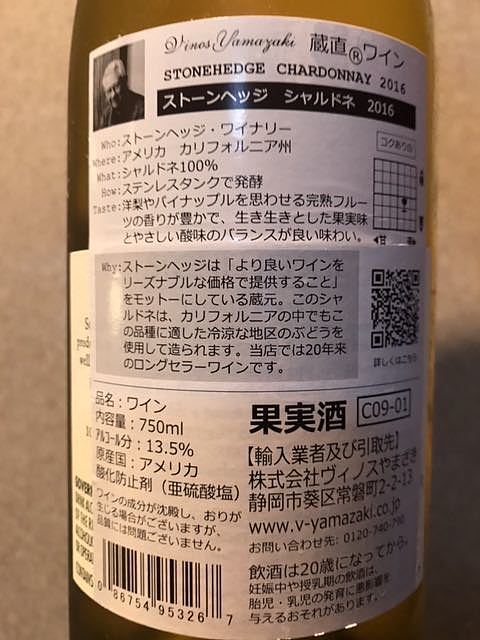 Vinos Yamazaki 蔵直®ワイン
STONEHEDGE CHARDONNAY 2016
ストーンヘッジ シャルドネ 2016
Who:ストーンヘッジ・ワイナリー
Where:アメリカ カリフォルニア州
What:シャルドネ100%
How:ステンレスタンクで発酵
Taste:洋梨やパイナップルを思わせる完熟フルー
ツの香りが豊かで、生き生きとした果実味
とやさしい酸味のバランスが良い味わい。
コクあり白
Why:ストーンヘッジは「より良いワインを
リーズナブルな価格で提供すること」
をモットーにしている蔵元。このシャ
ルドネは、カリフォルニアの中でもこ
の品種に適した冷涼な地区のぶどうを
使用して造られます。当店では20年来
のロングセラーワインです。
詳しくはこちら
品名：ワイン
内容量：750ml
アルコール分：13.5%
原産国：アメリカ
酸化防止剤（亜硫酸塩）
ワインの成分が沈殿し、おりが
生じる場合がございますが、
品質には問題ございません。
0 86754 95326 7
果実酒 C09-01
【輸入業者及び引取先】
株式会社ヴィノスやまざき
静岡市葵区常磐町2-2-13
www.v-yamazaki.co.jp
お問い合わせ先: 0120-740-790
飲酒は20歳になってから。
妊娠中や授乳期の飲酒は、
胎児・乳児の発育に悪影響を
与えるおそれがあります。
GOVERN